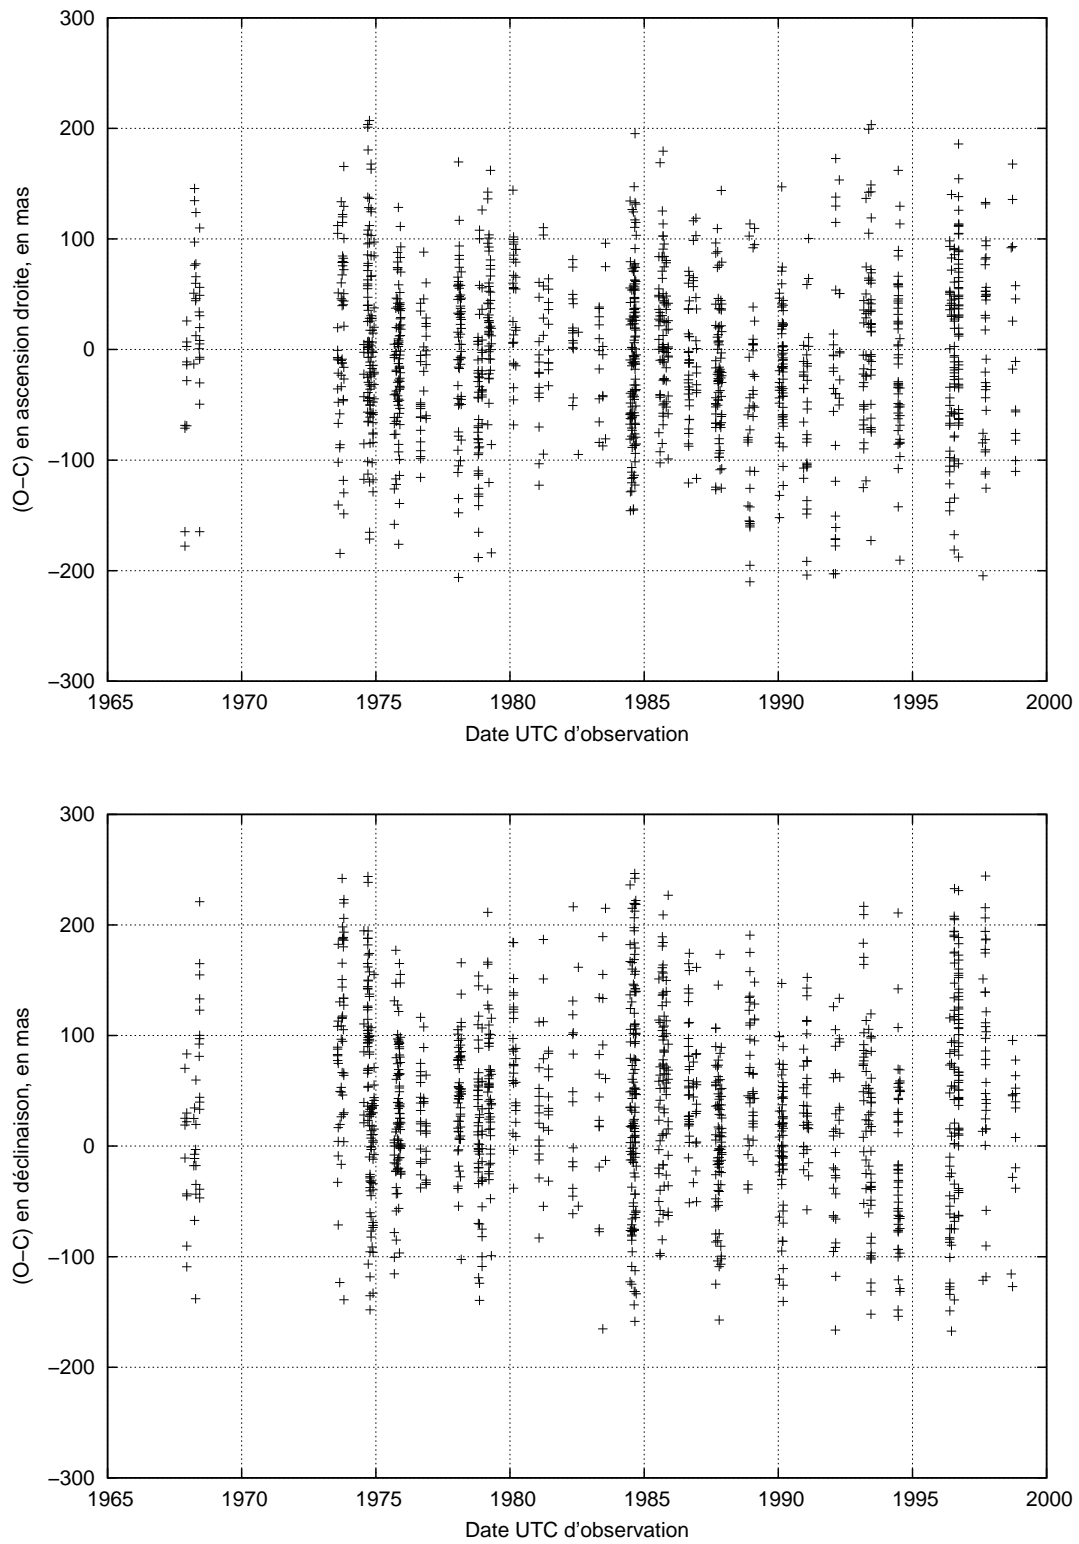 300
200
100
0
−100
−200
−300
(O−C) en ascension droite, en mas
1965 1970 1975 1980 1985 1990 1995 2000
Date UTC d'observation
300
200
100
0
−100
−200
−300
(O−C) en déclinaison, en mas
1965 1970 1975 1980 1985 1990 1995 2000
Date UTC d'observation